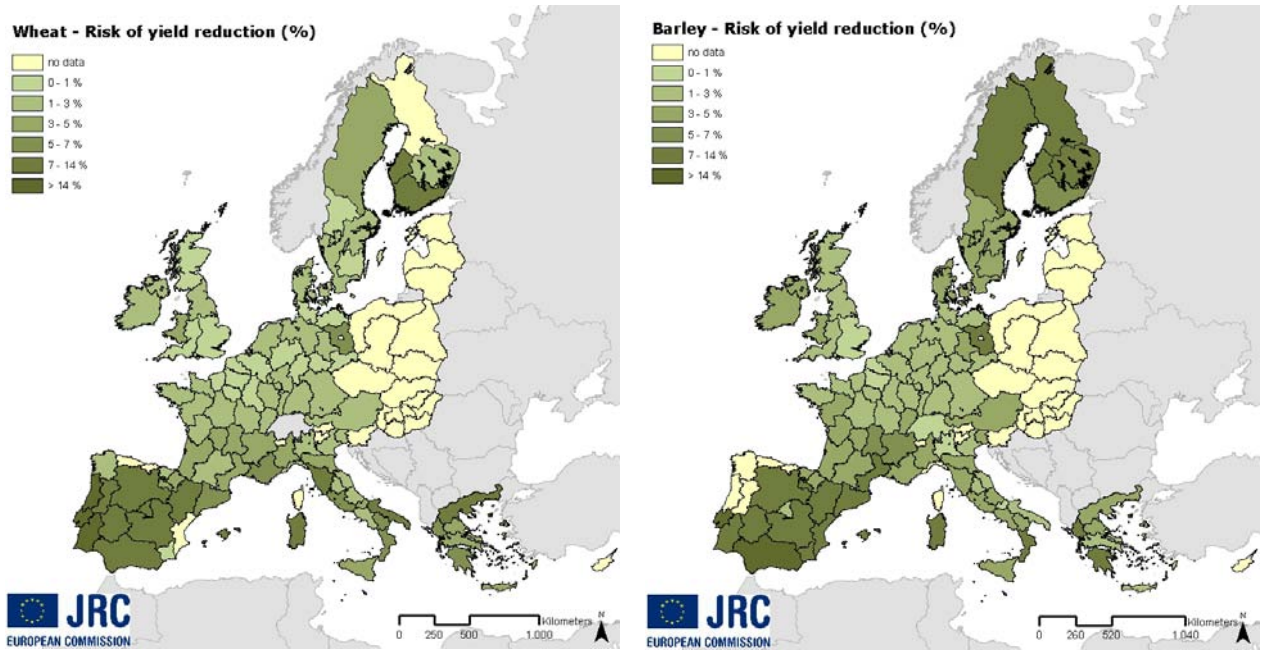 Wheat - Risk of yield reduction (%)
no data
0 - 1 %
1 - 3 %
3 - 5 %
5 - 7 %
7 - 14 %
> 14 %
JRC
EUROPEAN COMMISSION
Kilometers
0 250 500 1.000
N
Barley - Risk of yield reduction (%)
no data
0 - 1 %
1 - 3 %
3 - 5 %
5 - 7 %
7 - 14 %
> 14 %
JRC
EUROPEAN COMMISSION
Kilometers
0 260 520 1.040
N